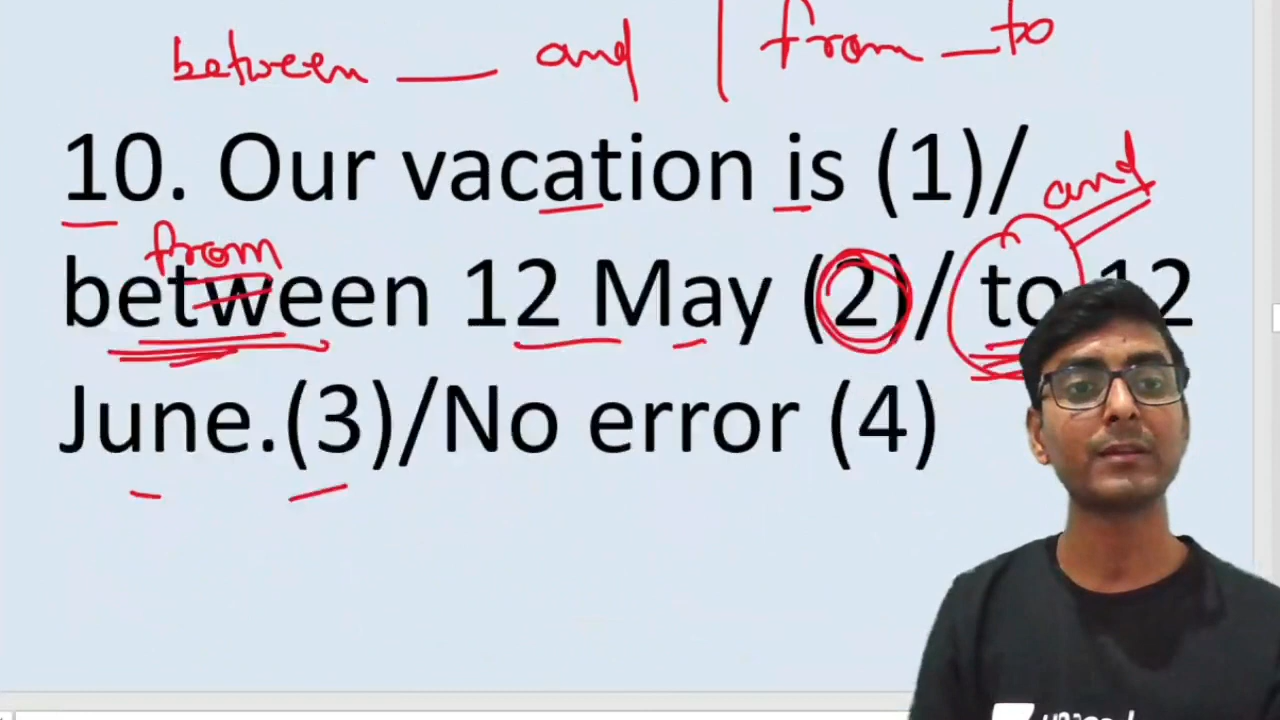 between ___ and | from __ to
10. Our vacation is (1)/
and
from
between 12 May (2)/ to 12
June.(3)/No error (4)